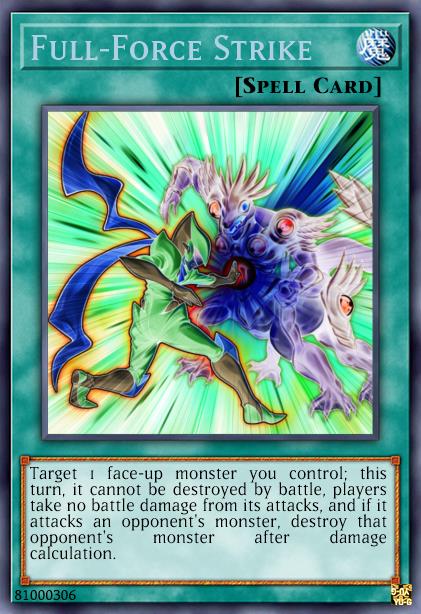 Full-Force Strike
魔
[Spell Card]
Target 1 face-up monster you control; this
turn, it cannot be destroyed by battle, players
take no battle damage from its attacks, and if it
attacks an opponent's monster, destroy that
opponent's monster after damage
calculation.
81000306